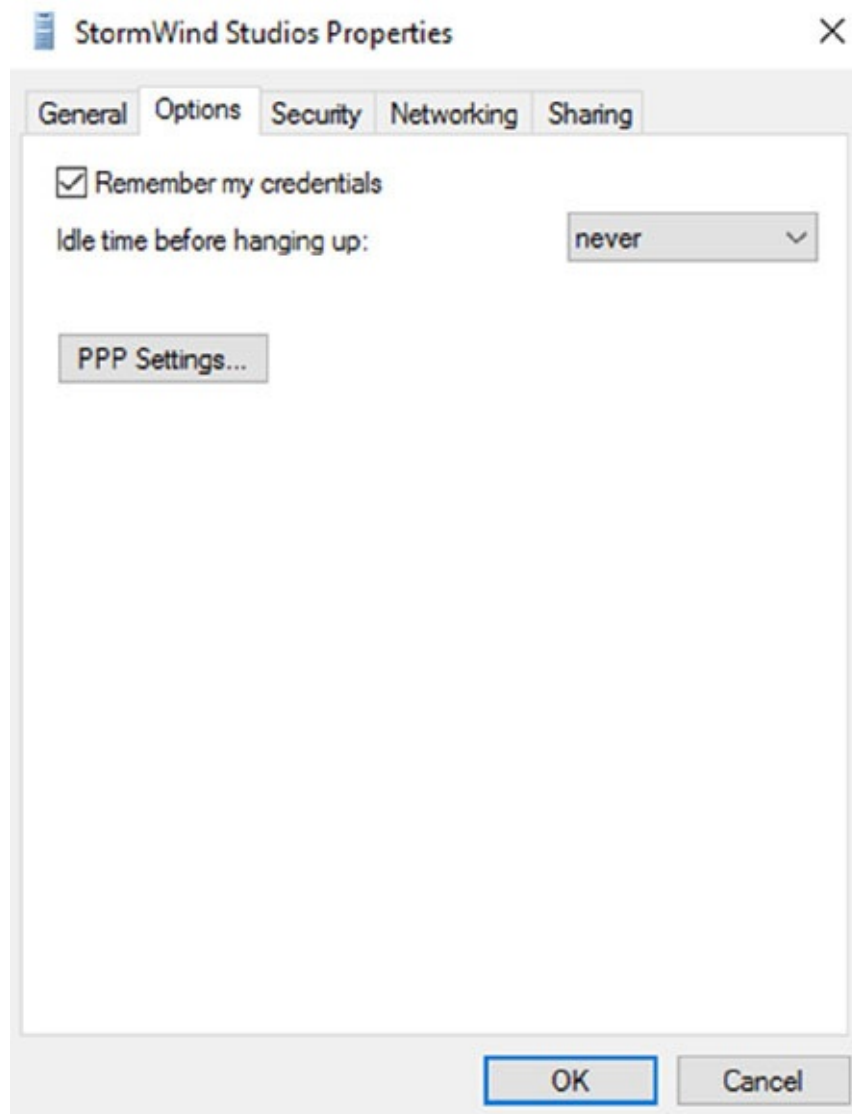 StormWind Studios Properties
General Options Security Networking Sharing
Remember my credentials
Idle time before hanging up: never
PPP Settings...
OK Cancel